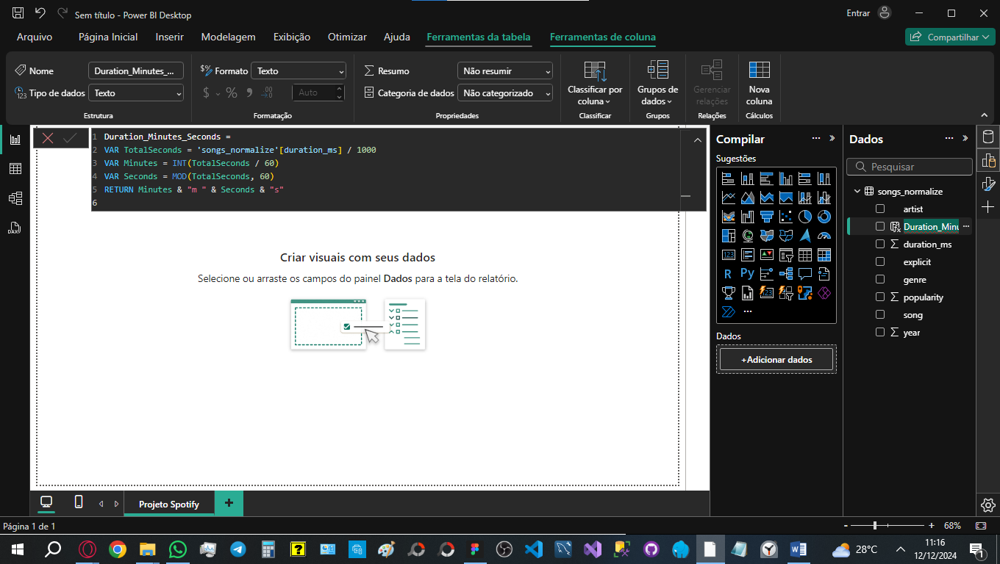 Sem título - Power BI Desktop
Entrar
Arquivo Página Inicial Inserir Modelagem Exibição Otimizar Ajuda Ferramentas da tabela Ferramentas de coluna
Compartilhar
Nome Duration_Minutes_...
Tipo de dados Texto
Estrutura
$% Formato Texto
$ % 9 .00 Auto
Formatação
Resumo Não resumir
Categoria de dados Não categorizado
Propriedades
Classificar por
coluna
Classificar
Grupos de
dados
Grupos
Gerenciar
relações
Relações
Nova
coluna
Cálculos
1 Duration_Minutes_Seconds =
2 VAR TotalSeconds = 'songs_normalize'[duration_ms] / 1000
3 VAR Minutes = INT(TotalSeconds / 60)
4 VAR Seconds = MOD(TotalSeconds, 60)
5 RETURN Minutes & "m " & Seconds & "s"
6
Criar visuais com seus dados
Selecione ou arraste os campos do painel Dados para a tela do relatório.
Compilar ...
Sugestões
123
R Py
123
...
Dados
+Adicionar dados
Dados ...
Pesquisar
songs_normalize
artist
Duration_Minu ...
duration_ms
explicit
genre
popularity
song
year
DAX
Projeto Spotify +
Página 1 de 1
- + 68%
28°C
11:16
12/12/2024
1